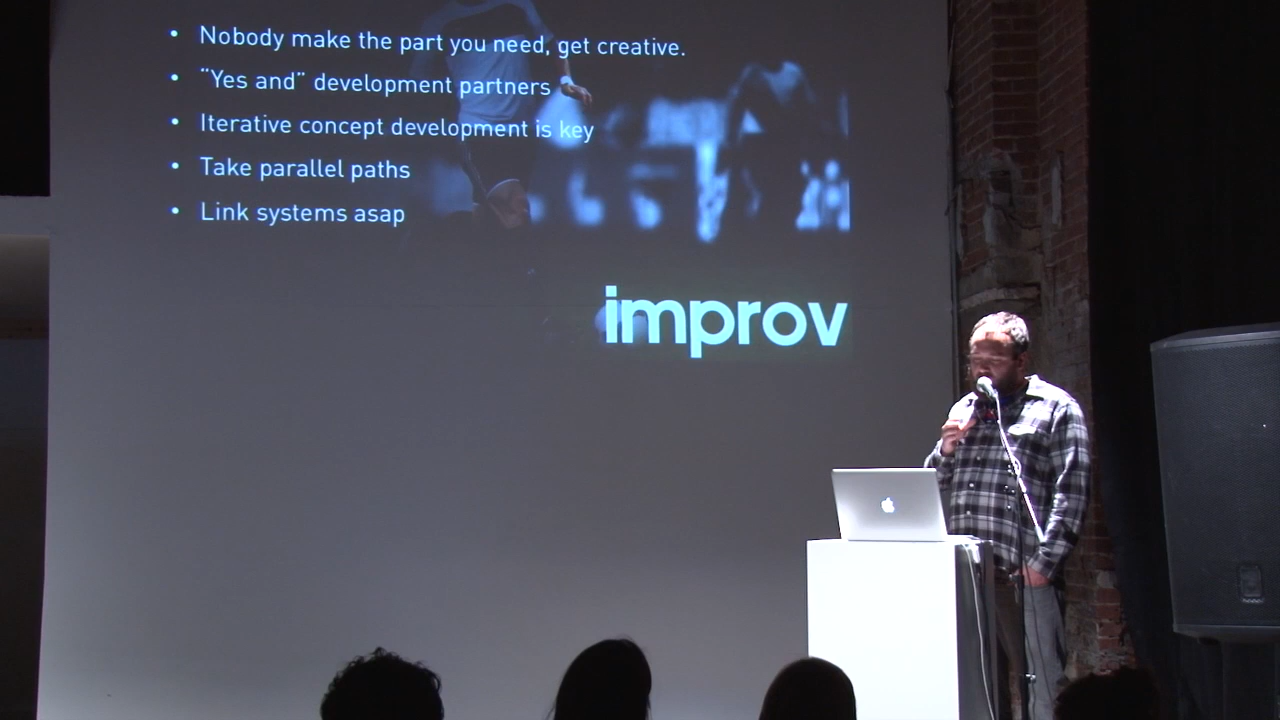 • Nobody make the part you need, get creative.
• “Yes and” development partners
• Iterative concept development is key
• Take parallel paths
• Link systems asap
improv